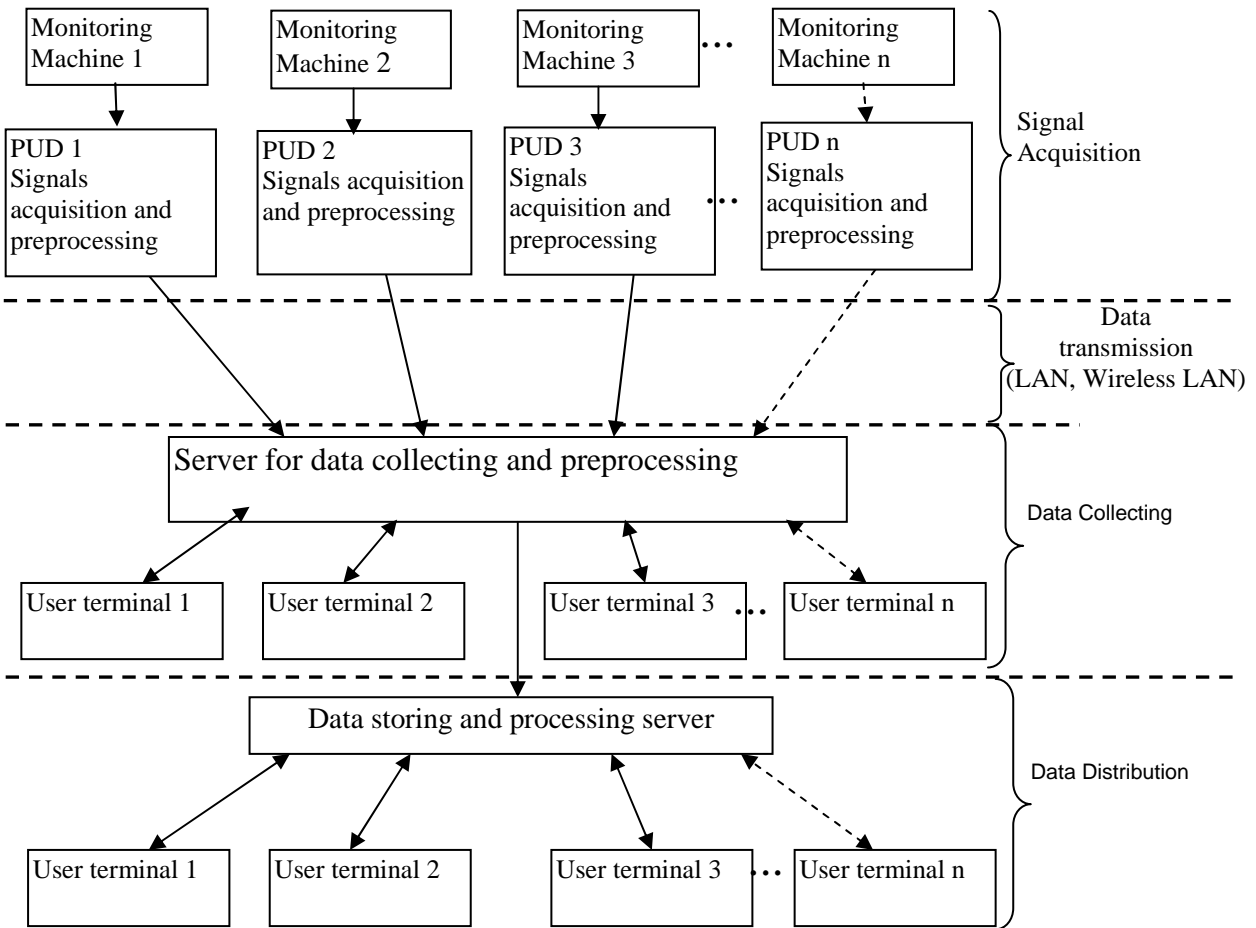 Monitoring
Machine 1
Monitoring
Machine 2
Monitoring
Machine 3
...
Monitoring
Machine n
PUD 1
Signals
acquisition and
preprocessing
PUD 2
Signals acquisition
and preprocessing
PUD 3
Signals
acquisition and
preprocessing
...
PUD n
Signals
acquisition and
preprocessing
Signal
Acquisition
Data
transmission
(LAN, Wireless LAN)
Server for data collecting and preprocessing
Data Collecting
User terminal 1
User terminal 2
User terminal 3
...
User terminal n
Data storing and processing server
Data Distribution
User terminal 1
User terminal 2
User terminal 3
...
User terminal n